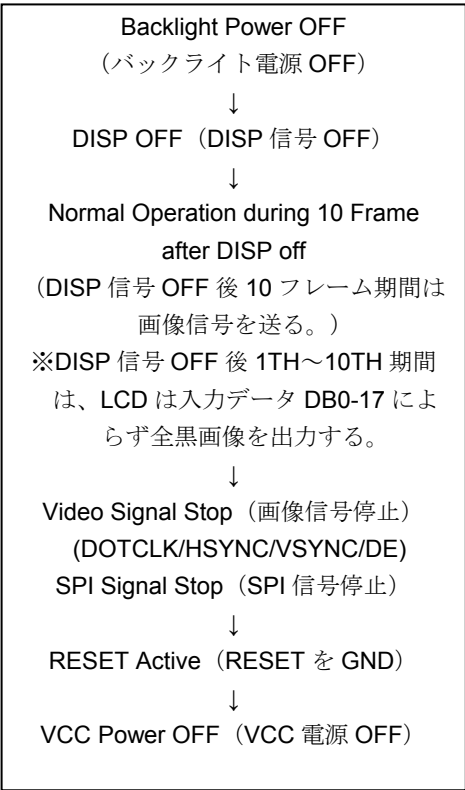 Backlight Power OFF
（バックライト電源 OFF）
↓
DISP OFF（DISP 信号 OFF）
↓
Normal Operation during 10 Frame
after DISP off
（DISP 信号 OFF 後 10 フレーム期間は
画像信号を送る。）
※DISP 信号 OFF 後 1TH～10TH 期間
は、LCD は入力データ DB0-17 によ
らず全黒画像を出力する。
↓
Video Signal Stop（画像信号停止）
(DOTCLK/HSYNC/VSYNC/DE)
SPI Signal Stop（SPI 信号停止）
↓
RESET Active（RESET を GND）
↓
VCC Power OFF（VCC 電源 OFF）